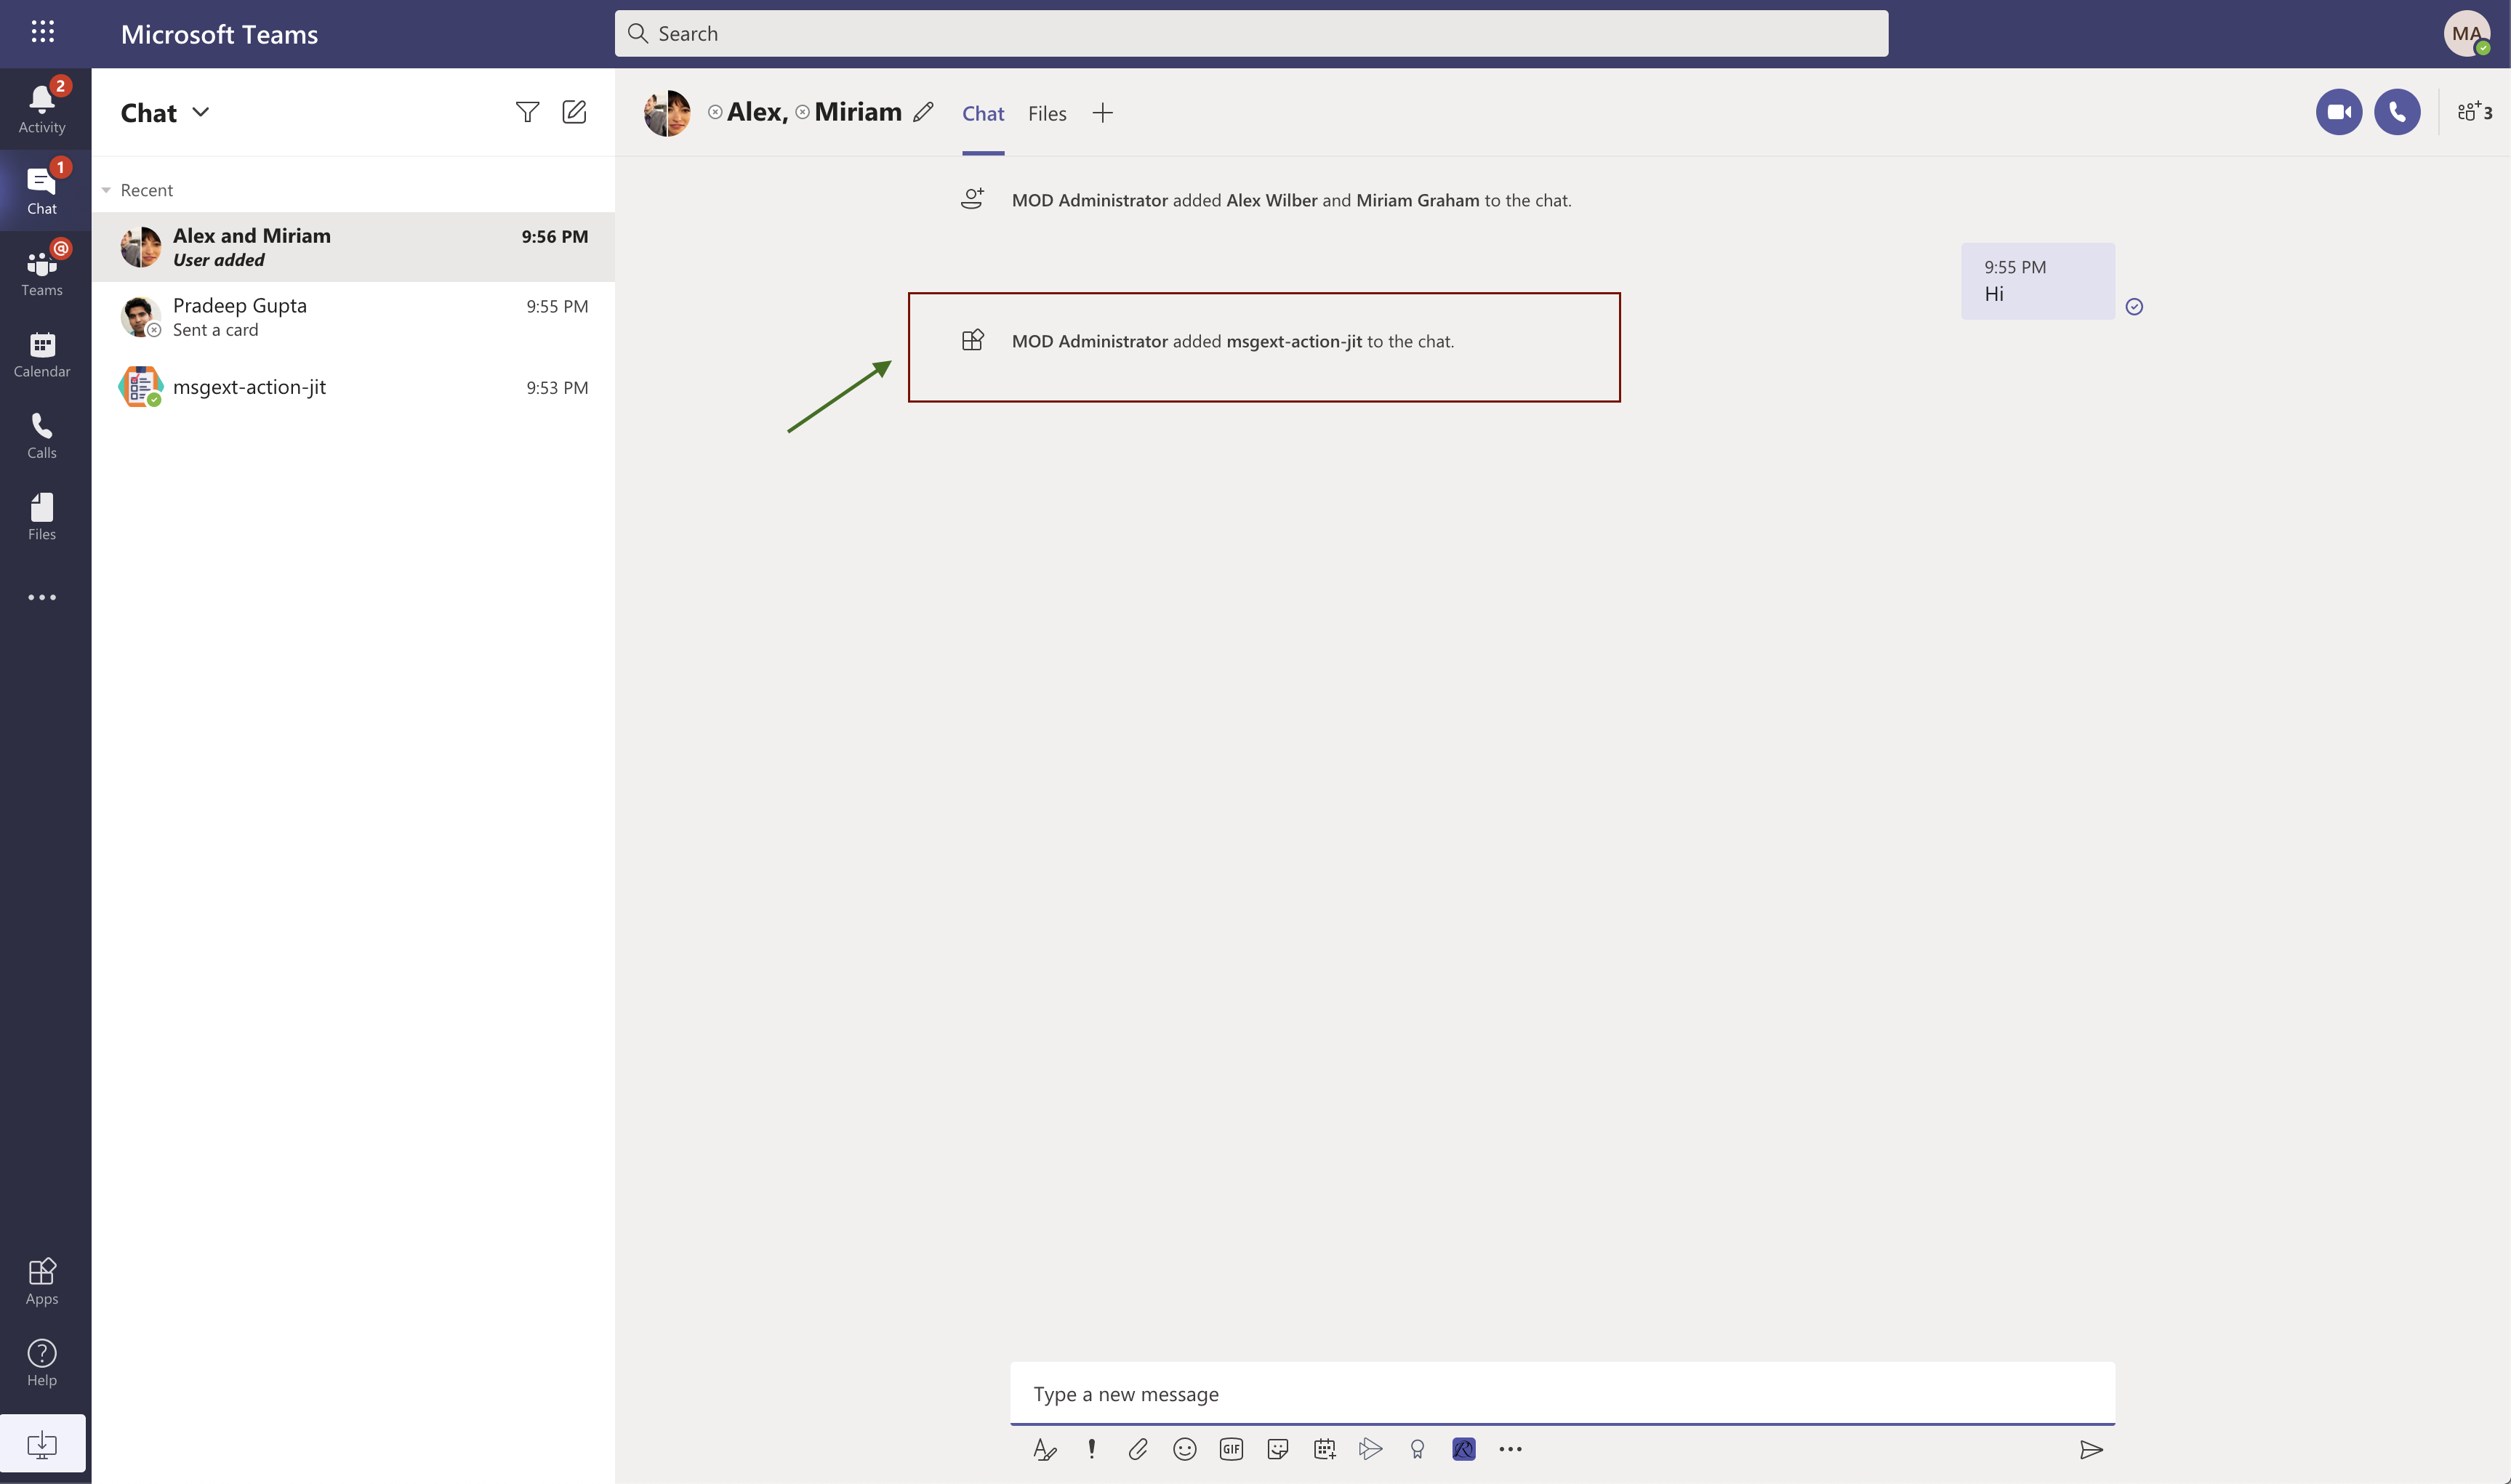 Microsoft Teams
Search
MA
2
Activity
1
Chat
@
Teams
Calendar
Calls
Files
Apps
Help
Chat
Recent
Alex and Miriam 9:56 PM
User added
Pradeep Gupta 9:55 PM
Sent a card
msgext-action-jit 9:53 PM
Alex, Miriam Chat Files 3
MOD Administrator added Alex Wilber and Miriam Graham to the chat.
9:55 PM
Hi
MOD Administrator added msgext-action-jit to the chat.
Type a new message
GIF